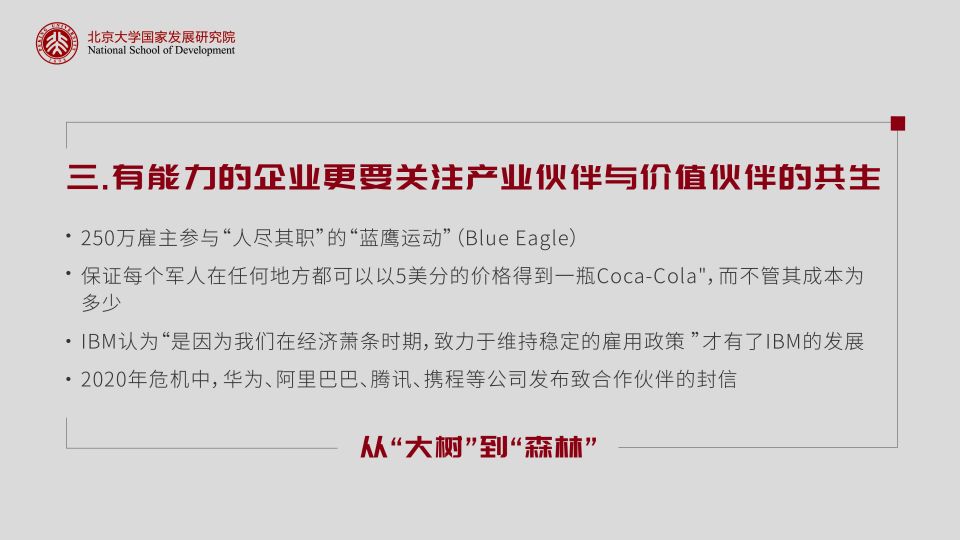 北京大学国家发展研究院
National School of Development
三.有能力的企业更要关注产业伙伴与价值伙伴的共生
• 250万雇主参与“人尽其职”的“蓝鹰运动”（Blue Eagle）
• 保证每个军人在任何地方都可以以5美分的价格得到一瓶Coca-Cola"，而不管其成本为
多少
• IBM认为“是因为我们在经济萧条时期，致力于维持稳定的雇用政策 ”才有了IBM的发展
• 2020年危机中，华为、阿里巴巴、腾讯、携程等公司发布致合作伙伴的封信
从“大树”到“森林”